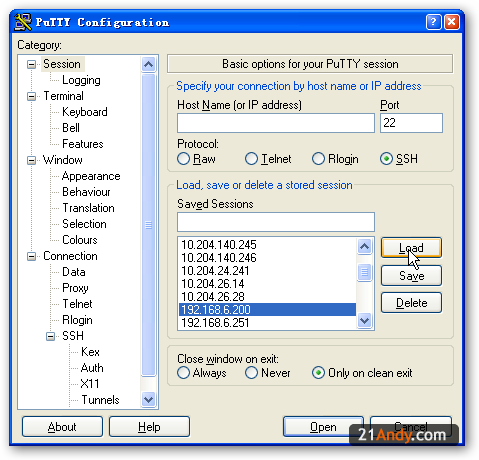 PuTTY Configuration
Category:
Session
Logging
Terminal
Keyboard
Bell
Features
Window
Appearance
Behaviour
Translation
Selection
Colours
Connection
Data
Proxy
Telnet
Rlogin
SSH
Kex
Auth
X11
Tunnels
Basic options for your PuTTY session
Specify your connection by host name or IP address
Host Name (or IP address) Port
22
Protocol:
Raw Telnet Rlogin SSH
Load, save or delete a stored session
Saved Sessions
10.204.140.245
10.204.140.246
10.204.24.241
10.204.26.14
10.204.26.28
192.168.6.200
192.168.6.251
Load
Save
Delete
Close window on exit:
Always Never Only on clean exit
About Help Open Cancel
21Andy.com